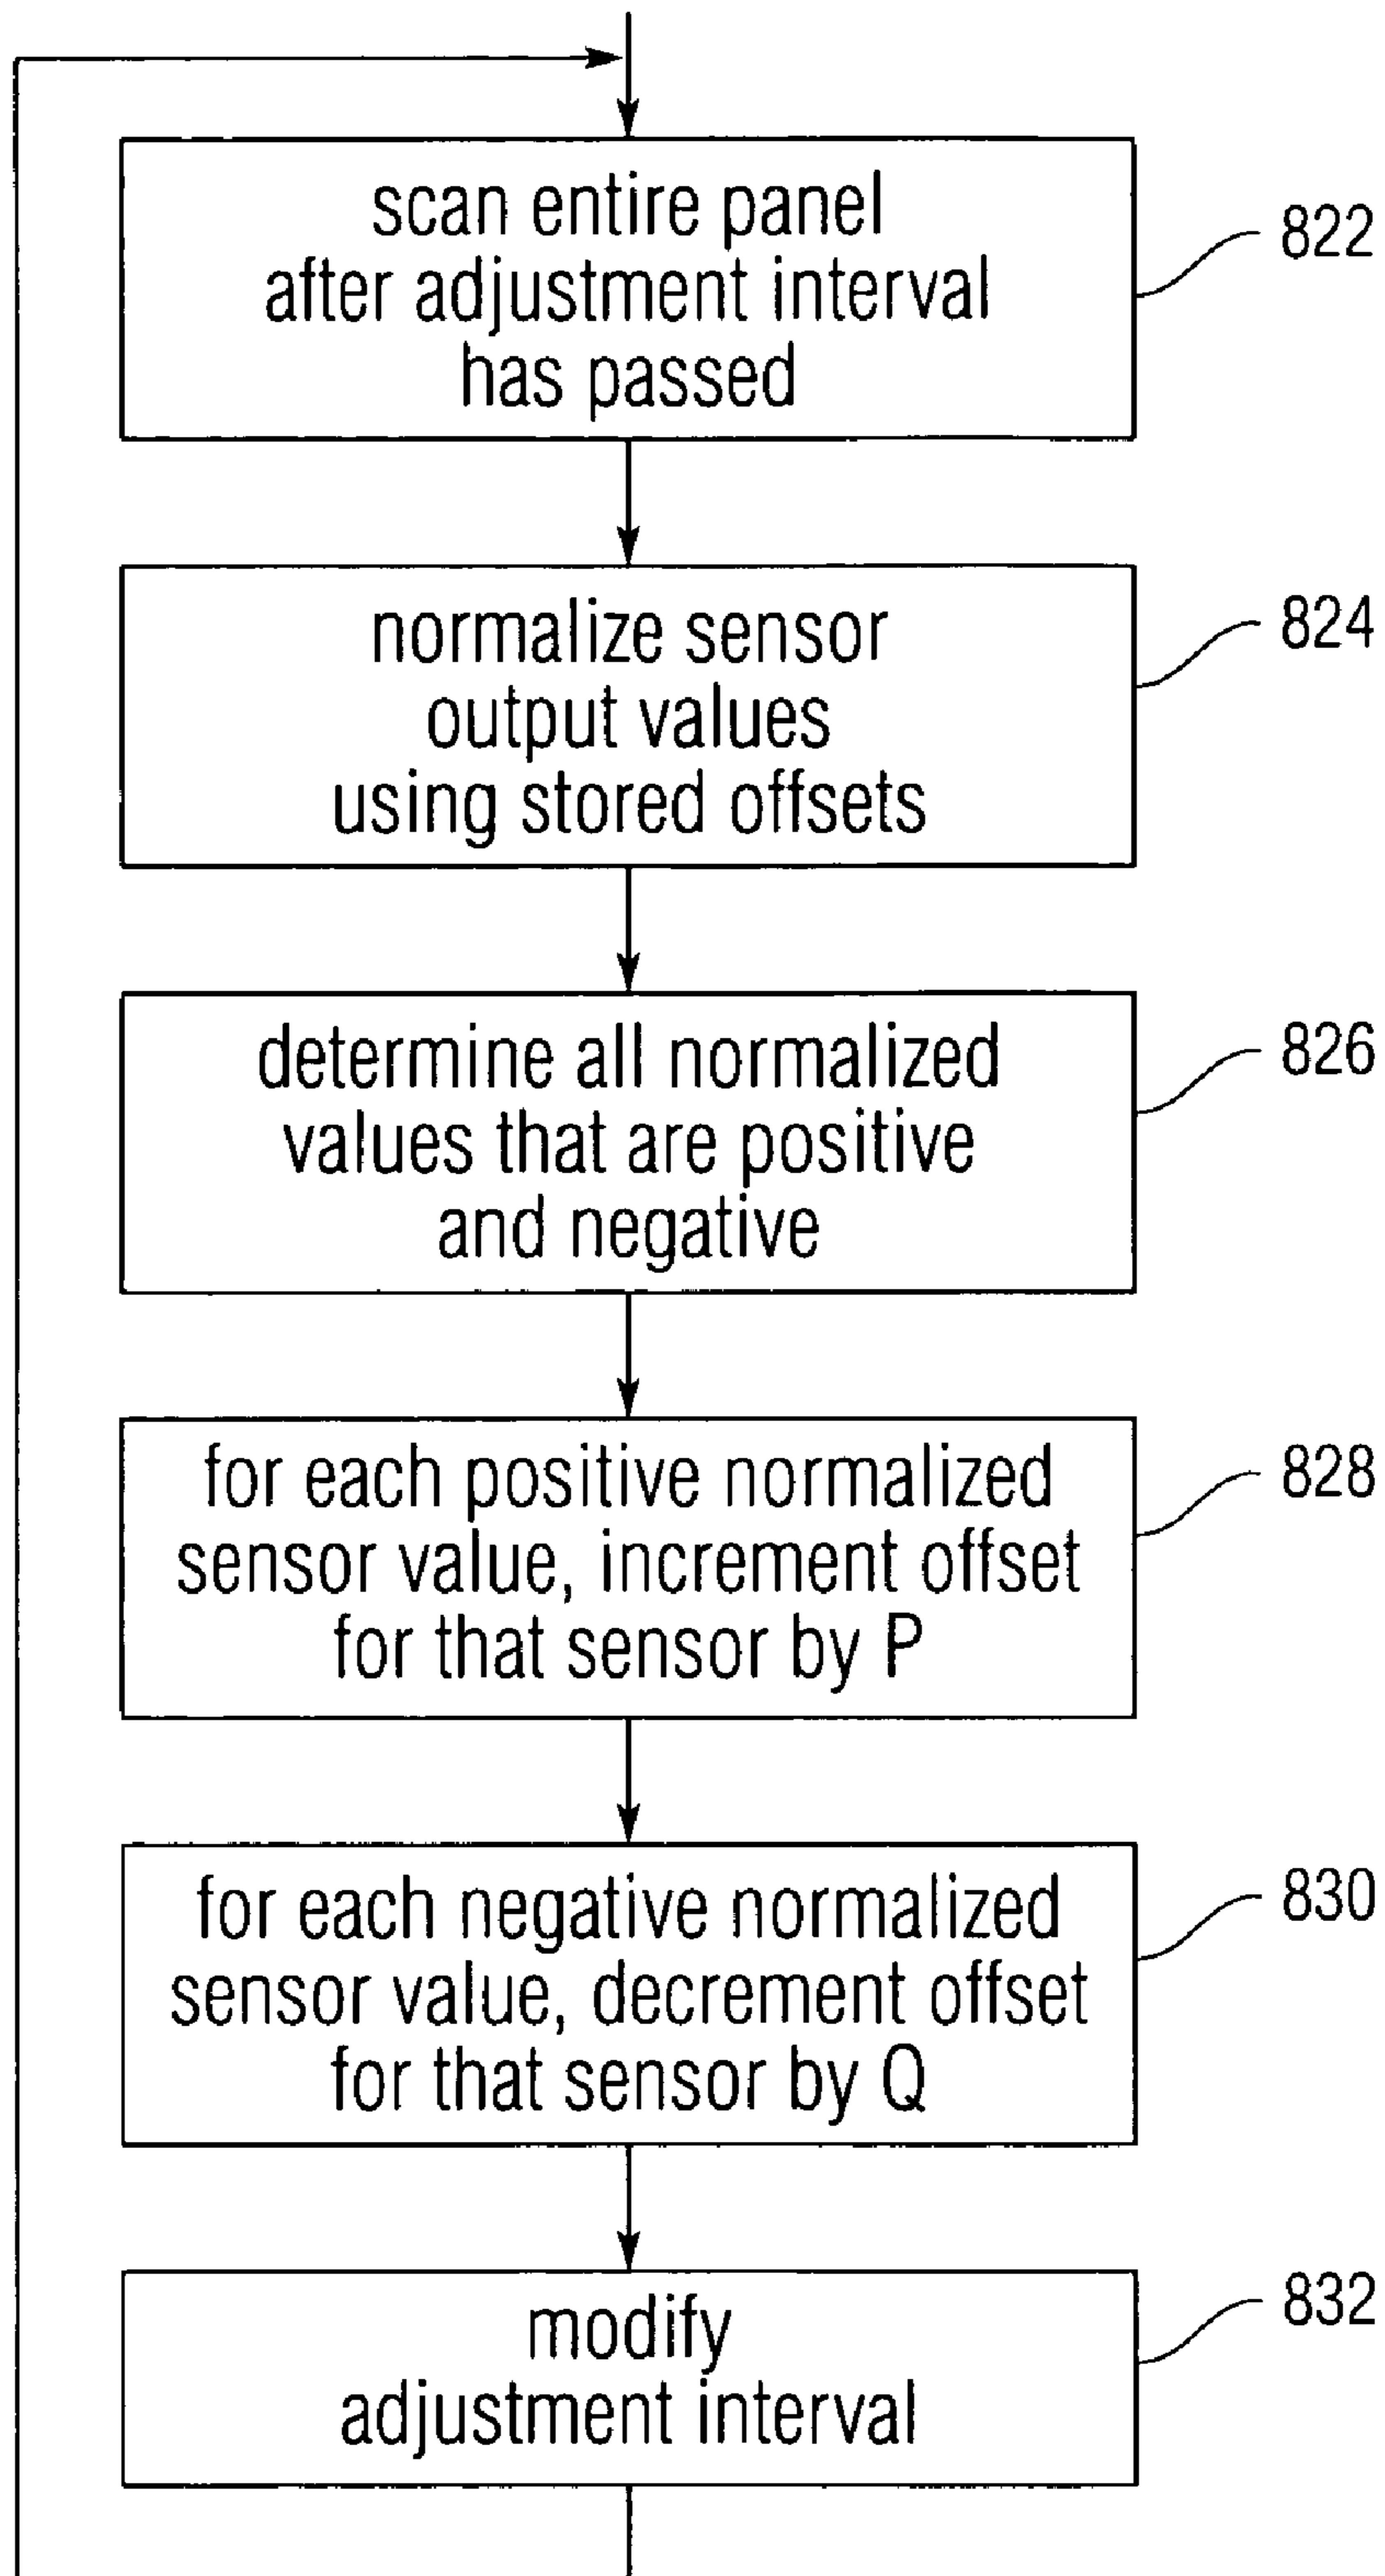 scan entire panel
after adjustment interval
has passed
822
normalize sensor
output values
using stored offsets
824
determine all normalized
values that are positive
and negative
826
for each positive normalized
sensor value, increment offset
for that sensor by P
828
for each negative normalized
sensor value, decrement offset
for that sensor by Q
830
modify
adjustment interval
832